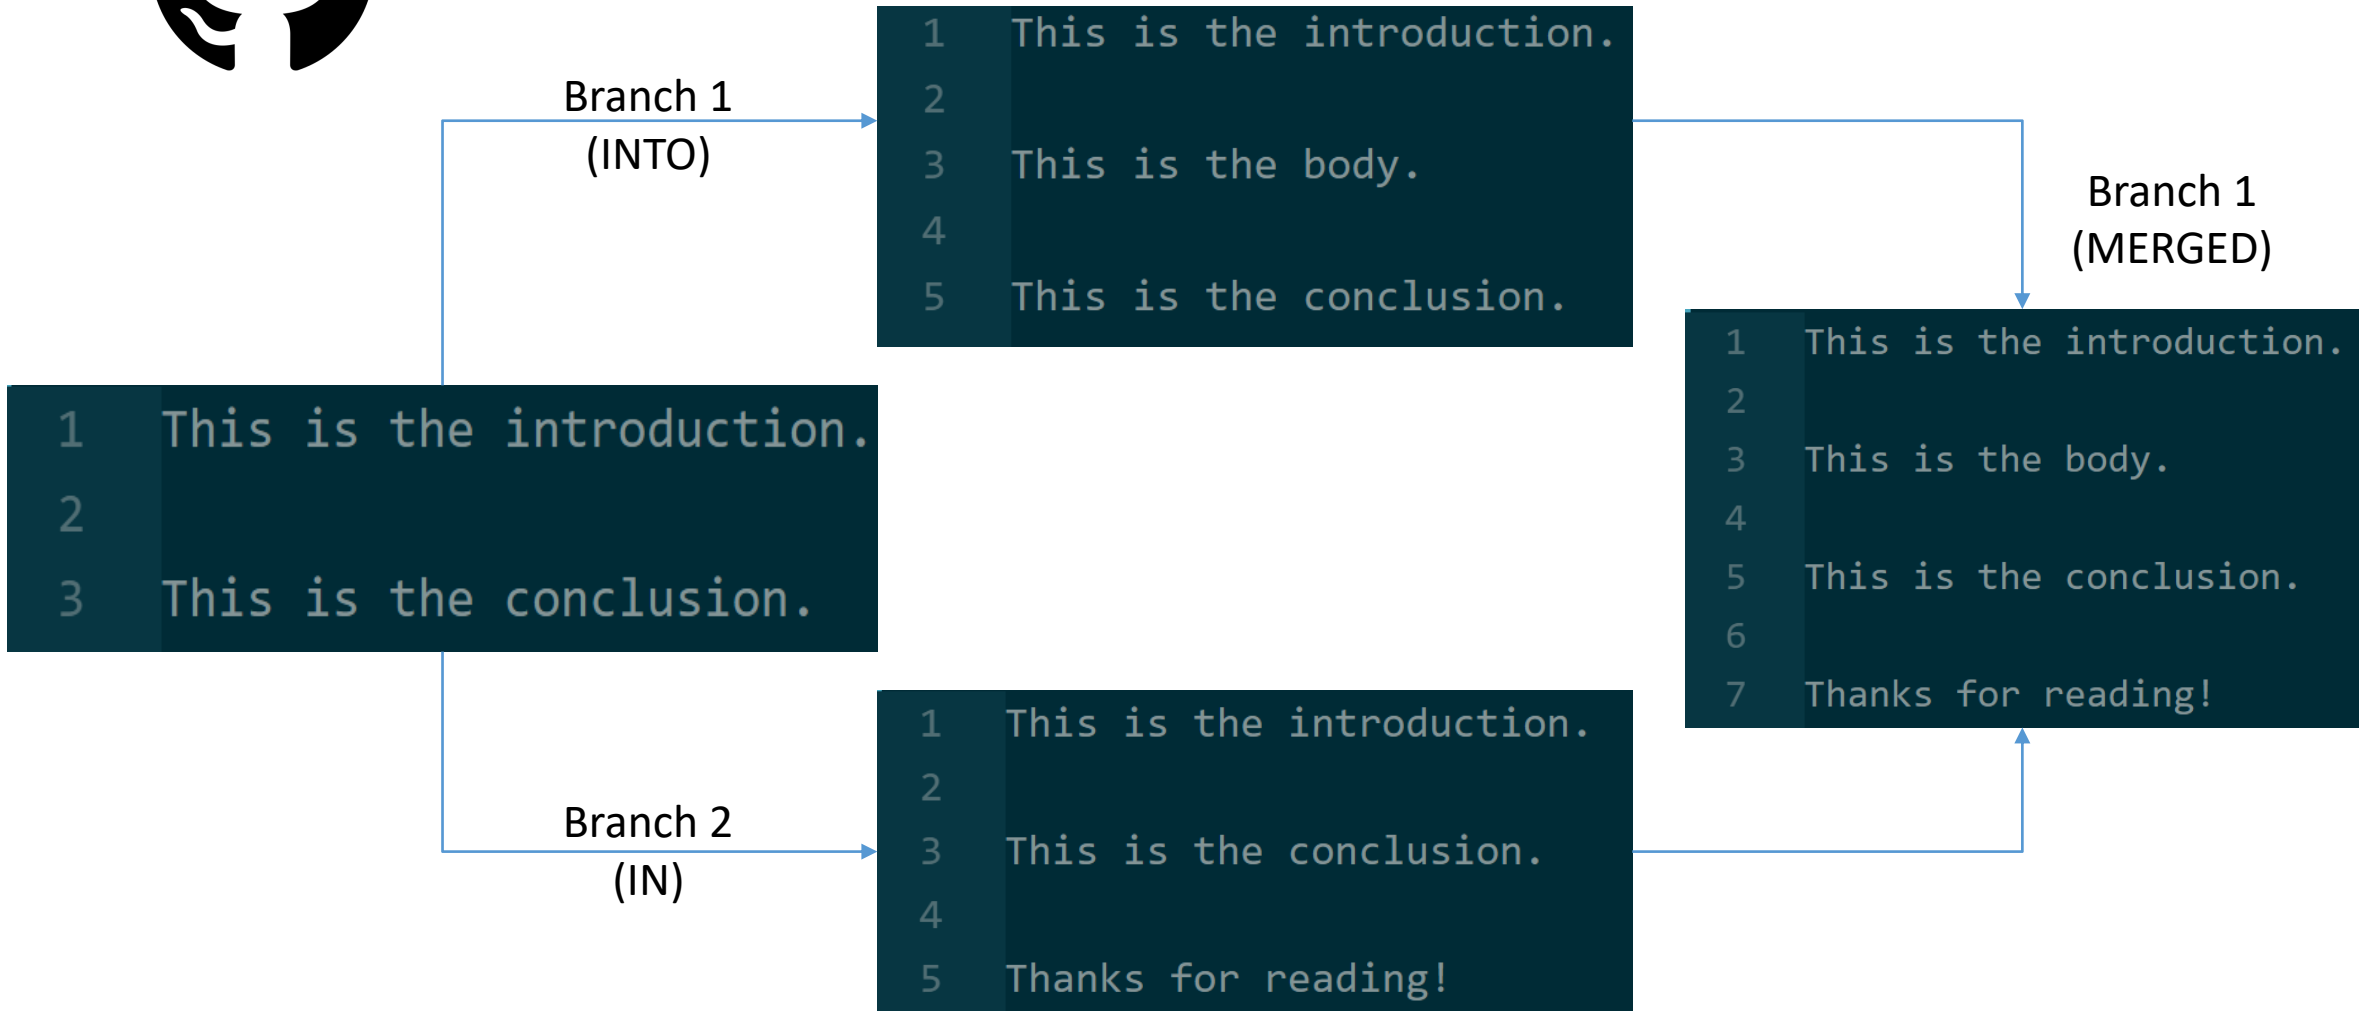 Branch 1
(INTO)
1 This is the introduction.
2
3 This is the body.
4
5 This is the conclusion.
Branch 1
(MERGED)
1 This is the introduction.
2
3 This is the conclusion.
1 This is the introduction.
2
3 This is the body.
4
5 This is the conclusion.
6
7 Thanks for reading!
Branch 2
(IN)
1 This is the introduction.
2
3 This is the conclusion.
4
5 Thanks for reading!